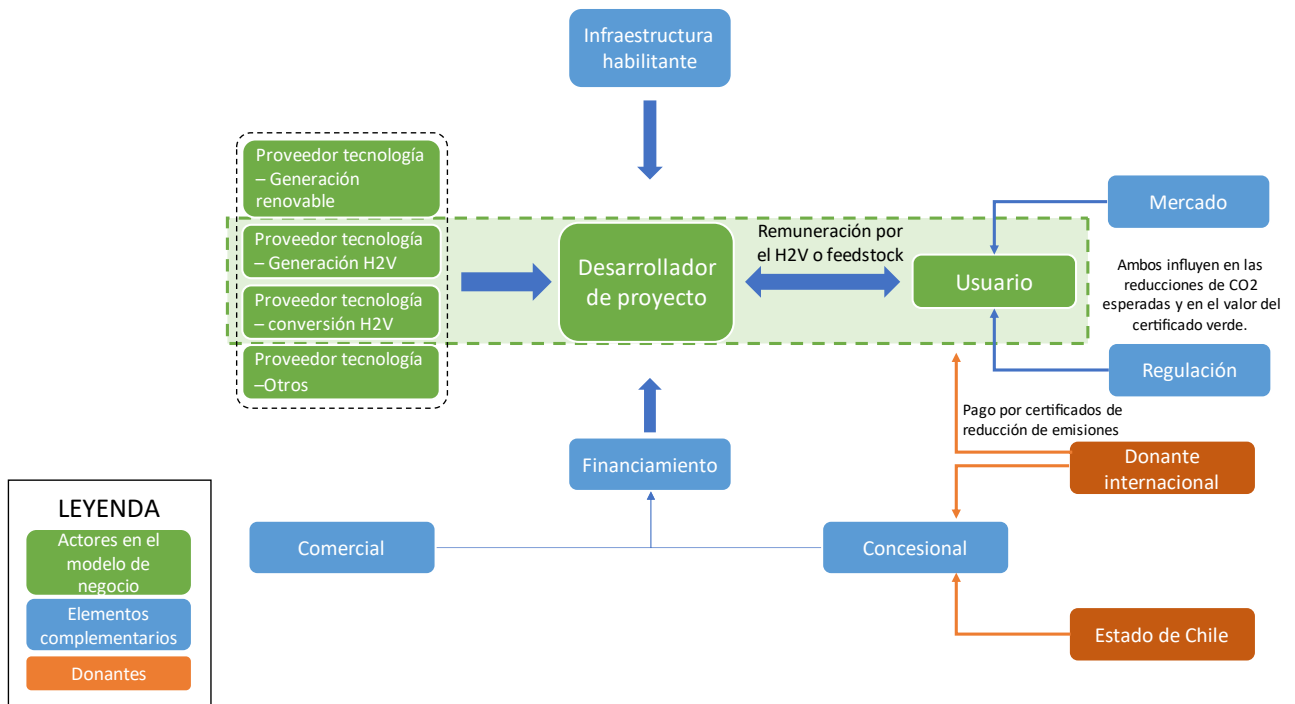 Infraestructura
habilitante
Proveedor tecnología
– Generación
renovable
Proveedor tecnología
– Generación H2V
Proveedor tecnología
– conversión H2V
Proveedor tecnología
–Otros
Desarrollador
de proyecto
Remuneración por
el H2V o feedstock
Usuario
Mercado
Ambos influyen en las
reducciones de CO2
esperadas y en el valor del
certificado verde.
Regulación
Pago por certificados de
reducción de emisiones
Donante
internacional
Financiamiento
Comercial
Concesional
Estado de Chile
LEYENDA
Actores en el
modelo de
negocio
Elementos
complementarios
Donantes